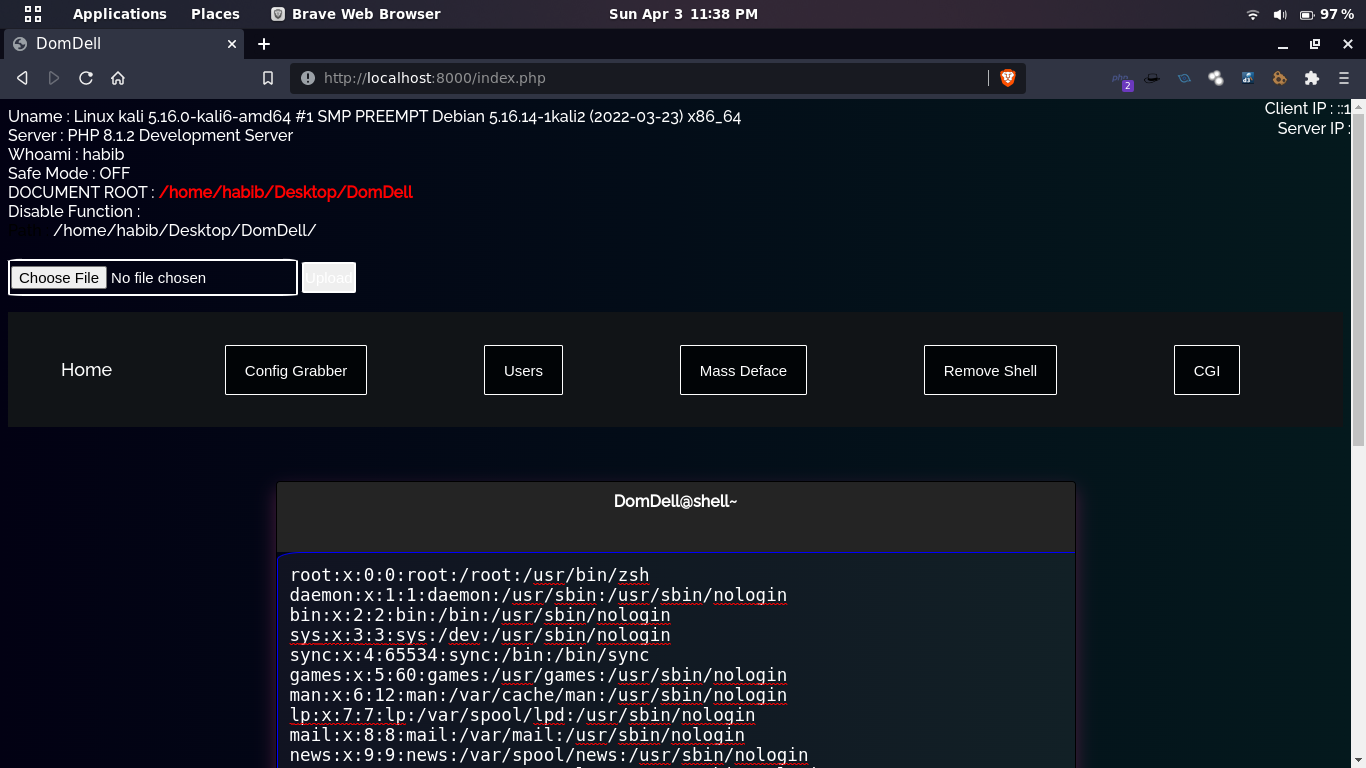 Applications Places Brave Web Browser Sun Apr 3 11:38 PM 97 %
DomDell
http://localhost:8000/index.php
2
Client IP : ::1
Server IP :
Uname : Linux kali 5.16.0-kali6-amd64 #1 SMP PREEMPT Debian 5.16.14-1kali2 (2022-03-23) x86_64
Server : PHP 8.1.2 Development Server
Whoami : habib
Safe Mode : OFF
DOCUMENT ROOT : /home/habib/Desktop/DomDell
Disable Function :
/home/habib/Desktop/DomDell/
Choose File No file chosen Upload
Home Config Grabber Users Mass Deface Remove Shell CGI
DomDell@shell~
root:x:0:0:root:/root:/usr/bin/zsh
daemon:x:1:1:daemon:/usr/sbin:/usr/sbin/nologin
bin:x:2:2:bin:/bin:/usr/sbin/nologin
sys:x:3:3:sys:/dev:/usr/sbin/nologin
sync:x:4:65534:sync:/bin:/bin/sync
games:x:5:60:games:/usr/games:/usr/sbin/nologin
man:x:6:12:man:/var/cache/man:/usr/sbin/nologin
lp:x:7:7:lp:/var/spool/lpd:/usr/sbin/nologin
mail:x:8:8:mail:/var/mail:/usr/sbin/nologin
news:x:9:9:news:/var/spool/news:/usr/sbin/nologin